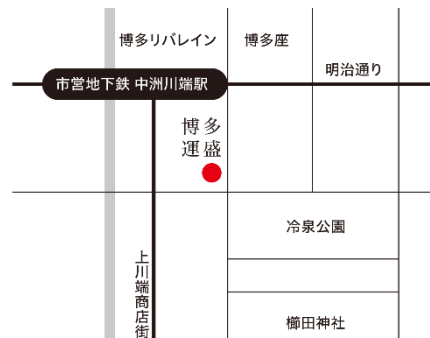 博多リバレイン
博多座
明治通り
市営地下鉄 中洲川端駅
博多
運盛
冷泉公園
上川端商店街
櫛田神社